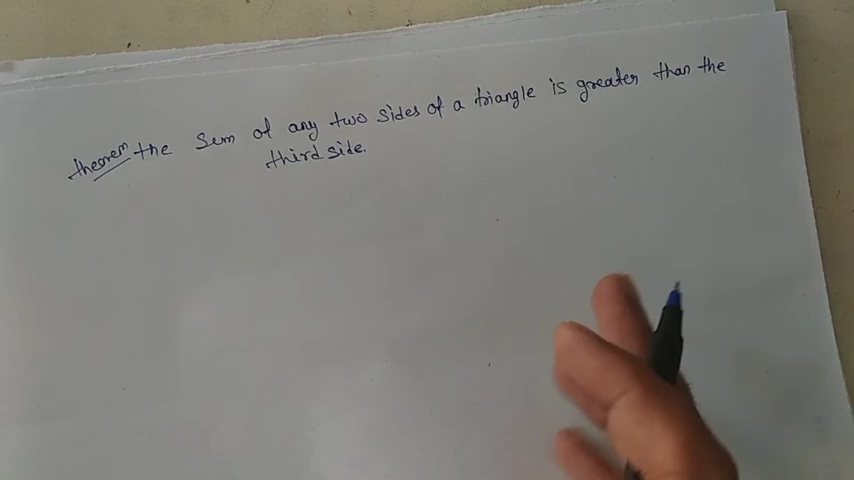 theorem the Sum of any two sides of a triangle is greater than the
third side.